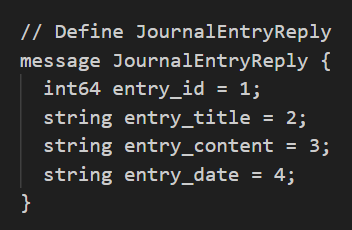 // Define JournalEntryReply
message JournalEntryReply {
  int64 entry_id = 1;
  string entry_title = 2;
  string entry_content = 3;
  string entry_date = 4;
}